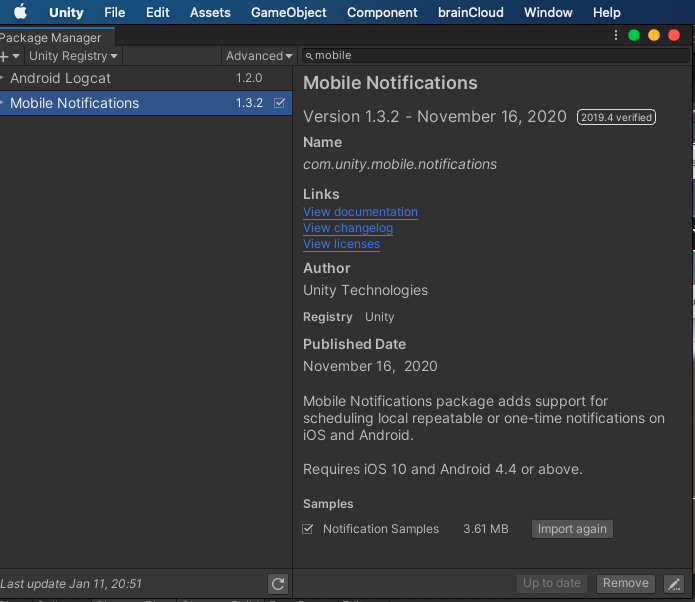 Unity File Edit Assets GameObject Component brainCloud Window Help
Package Manager
+ Unity Registry Advanced mobile
Android Logcat 1.2.0
Mobile Notifications 1.3.2
Mobile Notifications
Version 1.3.2 - November 16, 2020 2019.4 verified
Name
com.unity.mobile.notifications
Links
View documentation
View changelog
View licenses
Author
Unity Technologies
Registry Unity
Published Date
November 16, 2020
Mobile Notifications package adds support for
scheduling local repeatable or one-time notifications on
iOS and Android.
Requires iOS 10 and Android 4.4 or above.
Samples
Notification Samples 3.61 MB Import again
Last update Jan 11, 20:51 Up to date Remove